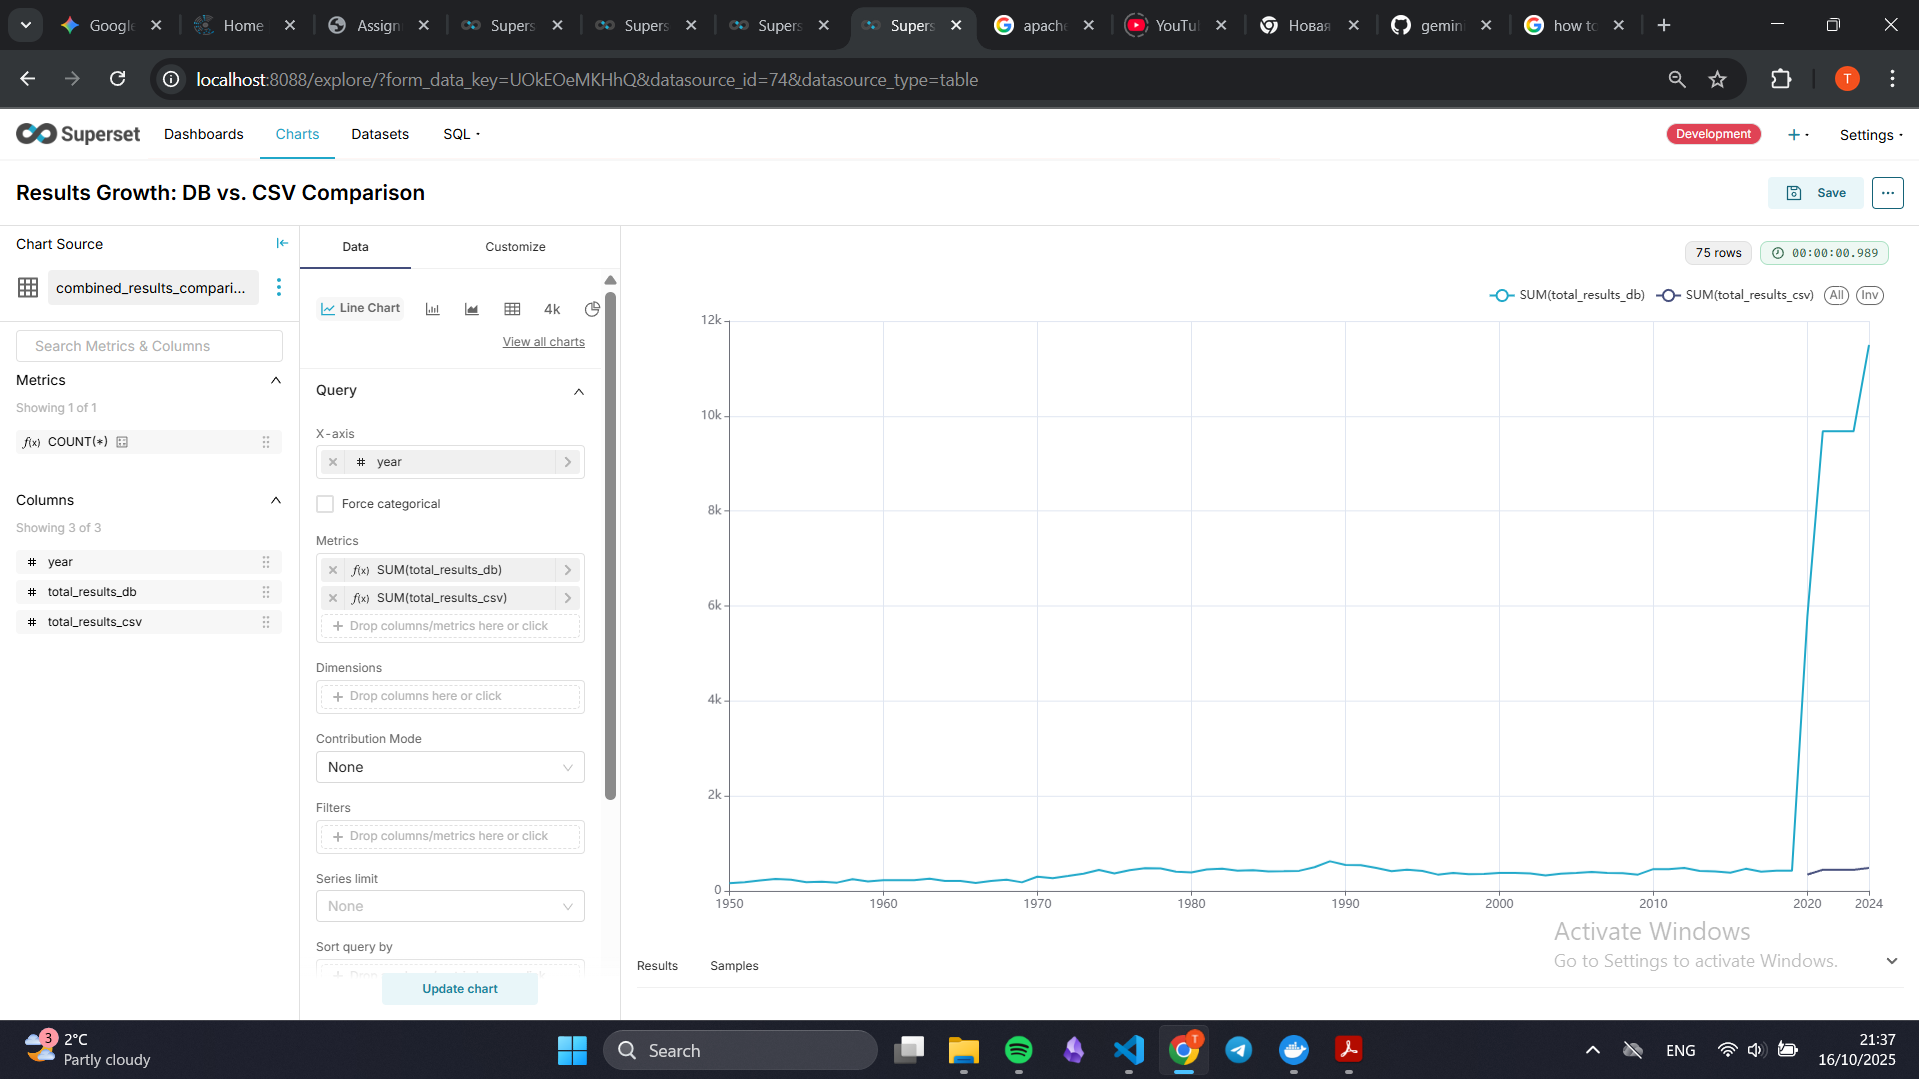 Google
Home
Assign
Supers
Supers
Supers
Supers
apache
YouTu
Новая
gemin
how to
localhost:8088/explore/?form_data_key=UOkEOeMKHhQ&datasource_id=74&datasource_type=table
T
Superset
Dashboards
Charts
Datasets
SQL
Development
Settings
Results Growth: DB vs. CSV Comparison
Save
Chart Source
combined_results_compari...
Search Metrics & Columns
Metrics
Showing 1 of 1
f(x) COUNT(*)
Columns
Showing 3 of 3
# year
# total_results_db
# total_results_csv
Data
Customize
Line Chart
4k
View all charts
Query
X-axis
# year
Force categorical
Metrics
f(x) SUM(total_results_db)
f(x) SUM(total_results_csv)
+ Drop columns/metrics here or click
Dimensions
+ Drop columns here or click
Contribution Mode
None
Filters
+ Drop columns/metrics here or click
Series limit
None
Sort query by
Update chart
75 rows
00:00:00.989
SUM(total_results_db)
SUM(total_results_csv)
All
Inv
12k
10k
8k
6k
4k
2k
0
1950
1960
1970
1980
1990
2000
2010
2020
2024
Results
Samples
Activate Windows
Go to Settings to activate Windows.
3
2°C
Partly cloudy
Search
T
ENG
21:37
16/10/2025